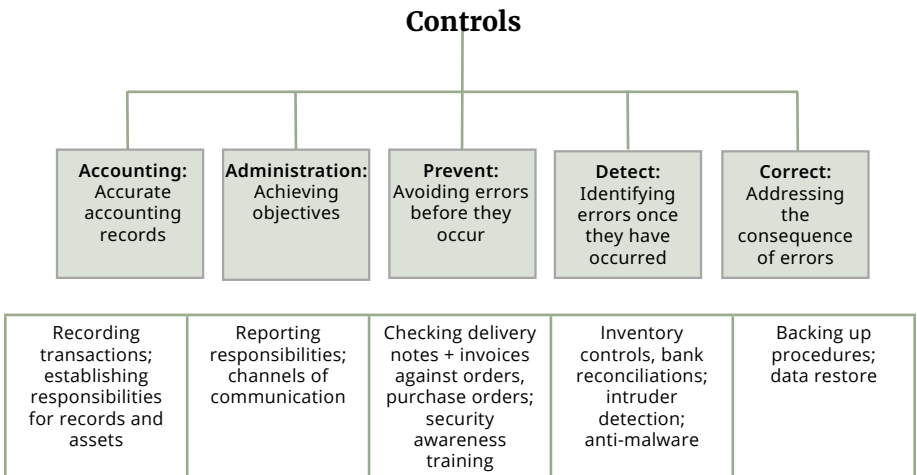 Controls
Accounting:
Accurate
accounting
records
Administration:
Achieving
objectives
Prevent:
Avoiding errors
before they
occur
Detect:
Identifying
errors once
they have
occurred
Correct:
Addressing
the
consequence
of errors
Recording
transactions;
establishing
responsibilities
for records and
assets
Reporting
responsibilities;
channels of
communication
Checking delivery
notes + invoices
against orders,
purchase orders;
security
awareness
training
Inventory
controls, bank
reconciliations;
intruder
detection;
anti-malware
Backing up
procedures;
data restore